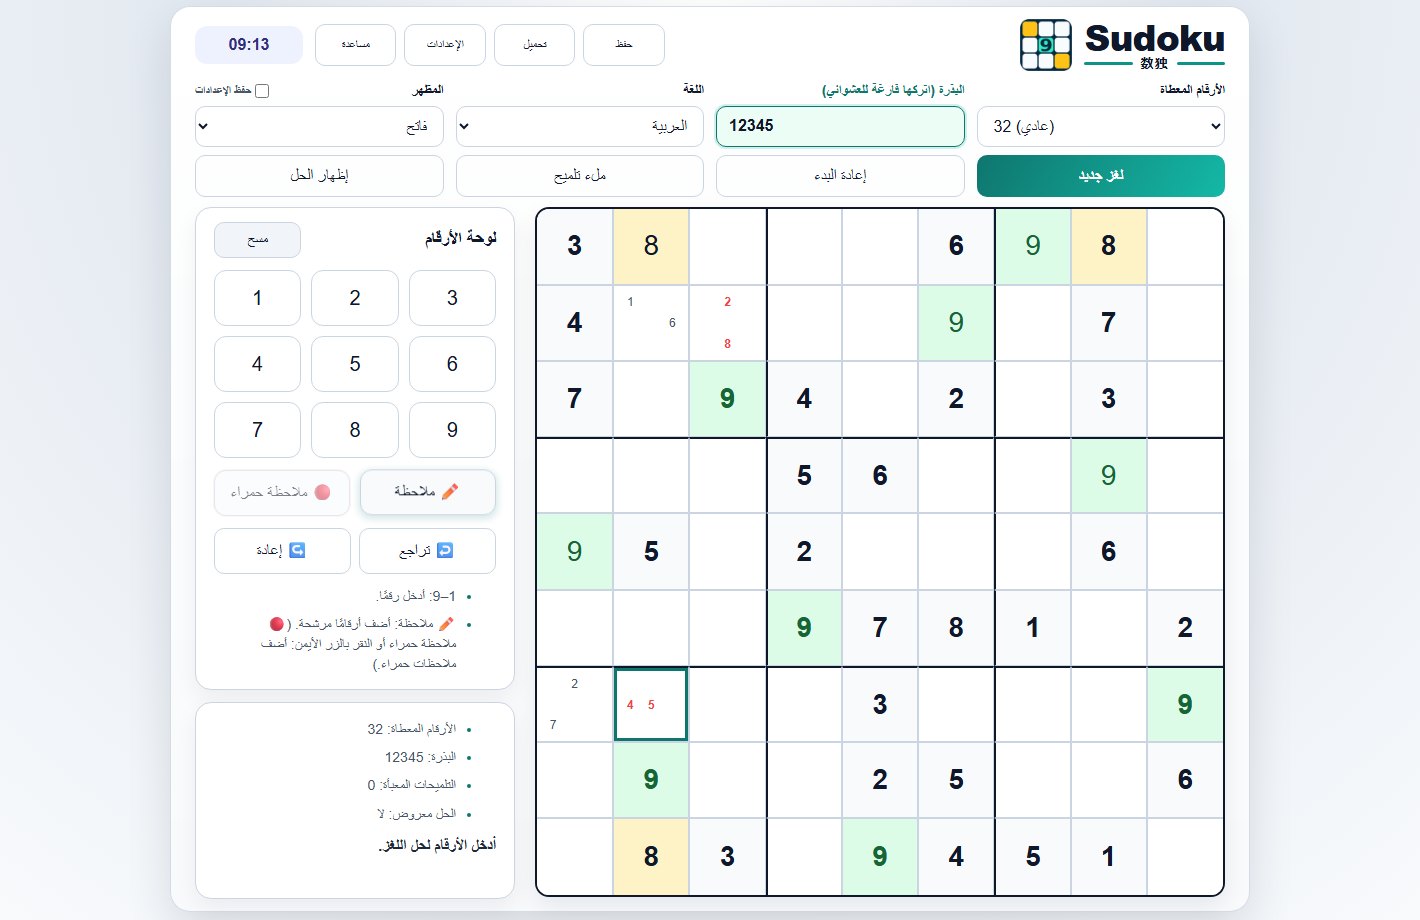 Sudoku
数独
9
حفظ
تحميل
الإعدادات
مساعدة
09:13
الأرقام المعطاة
البذرة (اتركها فارغة للعشوائي)
اللغة
المظهر
حفظ الإعدادات
32 (عادي)
12345
العربية
فاتح
لغز جديد
إعادة البدء
ملء تلميح
إظهار الحل
3 8 6 9 8
4 1 6 2 8 9 7
7 9 4 2 3
5 6 9
9 5 2 6
9 7 8 1 2
2 7 4 5 3 9
9 2 5 6
8 3 9 4 5 1
لوحة الأرقام
مسح
1 2 3
4 5 6
7 8 9
✏️ ملاحظة
🔴 ملاحظة حمراء
↩️ تراجع
↪️ إعادة
• 1–9: أدخل رقمًا.
• ✏️ ملاحظة: أضف أرقامًا مرشحة. (🔴
ملاحظة حمراء أو النقر بالزر الأيمن: أضف
ملاحظات حمراء.)
• الأرقام المعطاة: 32
• البذرة: 12345
• التلميحات المعبأة: 0
• الحل معروض: لا
أدخل الأرقام لحل اللغز.